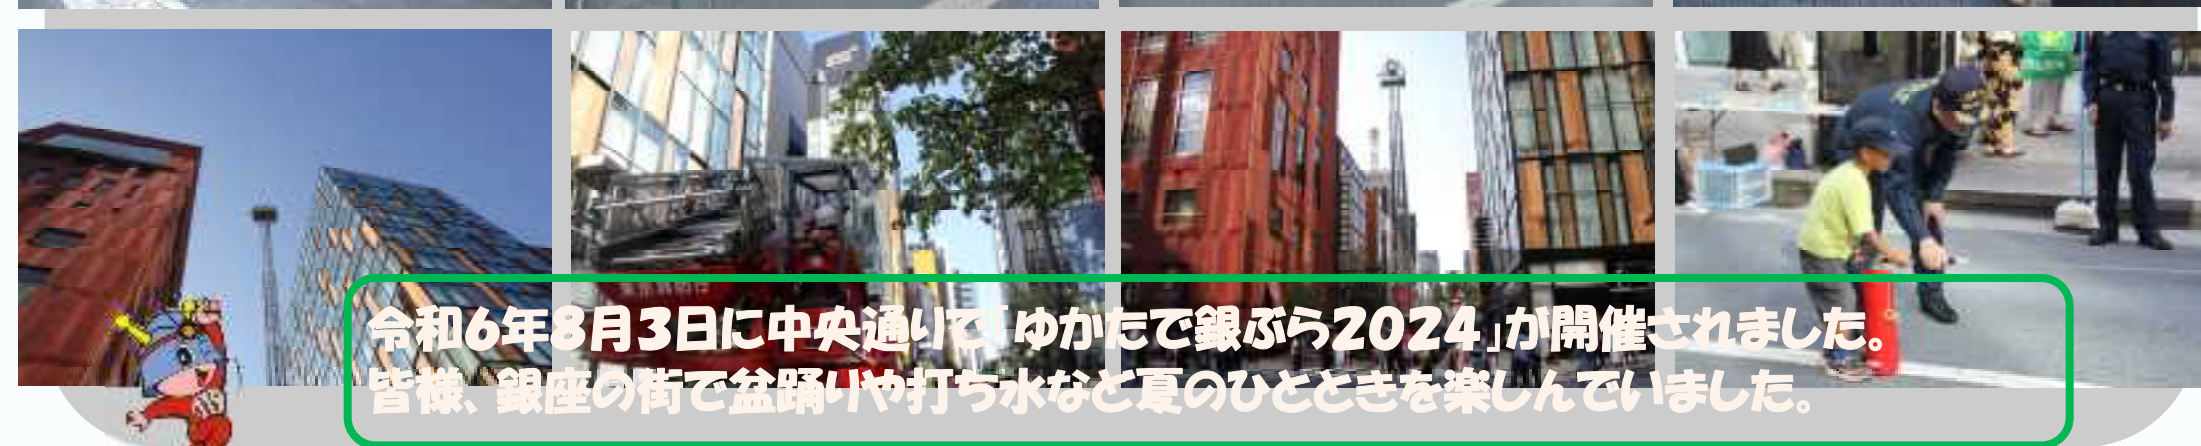 令和6年8月3日に中央通りで「ゆかたで銀ぶら2024」が開催されました。
皆様、銀座の街で盆踊りや打ち水など夏のひとときを楽しんでいました。